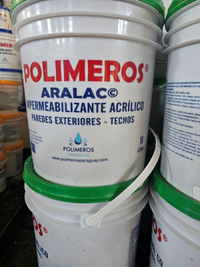 POLIMEROS®
ARALAC©
IMPERMEABILIZANTE ACRÍLICO
PAREDES EXTERIORES - TECHOS
POLIMEROS
www.polimerosparaguay.com